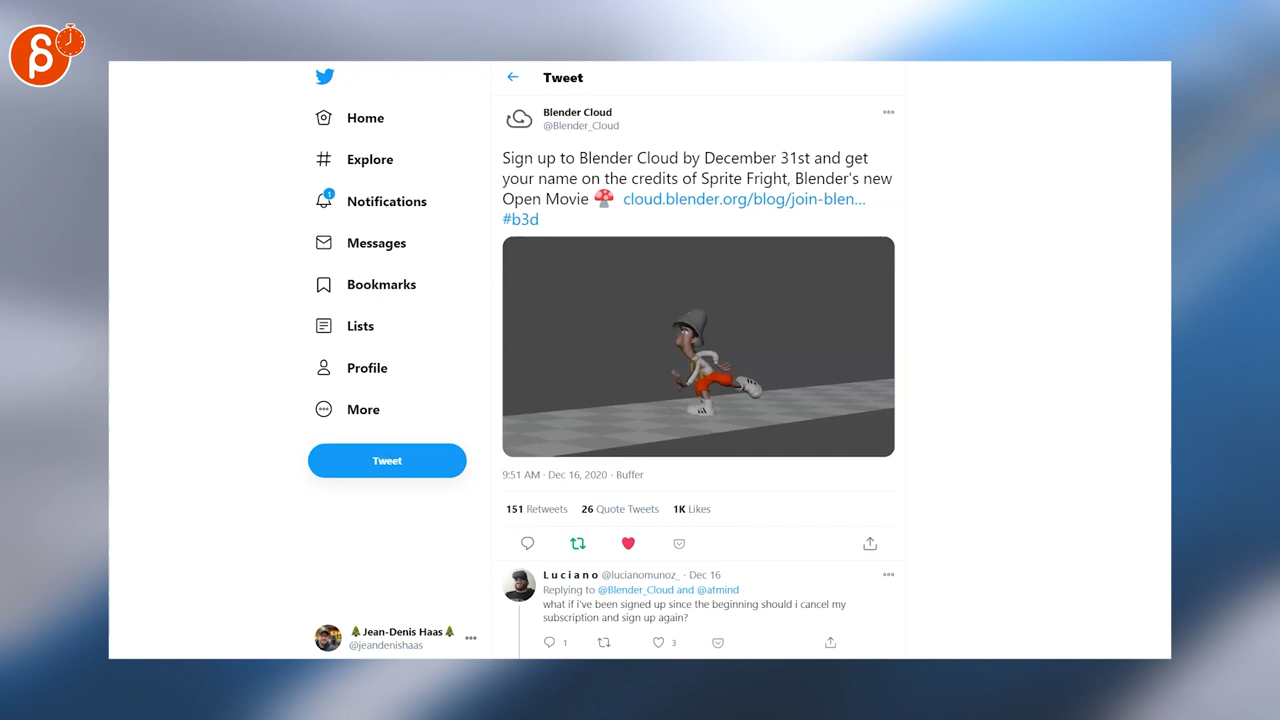 Tweet
Home
Explore
1
Notifications
Messages
Bookmarks
Lists
Profile
More
Tweet
🌲Jean-Denis Haas🌲
@jeandenishaas
Blender Cloud
@Blender_Cloud
Sign up to Blender Cloud by December 31st and get
your name on the credits of Sprite Fright, Blender's new
Open Movie 🍄 cloud.blender.org/blog/join-blen...
#b3d
9:51 AM · Dec 16, 2020 · Buffer
151 Retweets 26 Quote Tweets 1K Likes
Luciano @lucianomunoz_ · Dec 16
Replying to @Blender_Cloud and @atmind
what if i've been signed up since the beginning should i cancel my
subscription and sign up again?
1 3